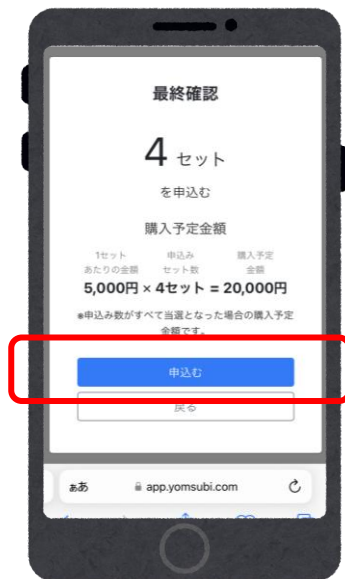 最終確認
4 セット
を申込む
購入予定金額
1セット 申込み 購入予定
あたりの金額 セット数 金額
5,000円 × 4セット = 20,000円
※申込み数がすべて当選となった場合の購入予定
金額です。
申込む
戻る
ぁあ app.yomsubi.com